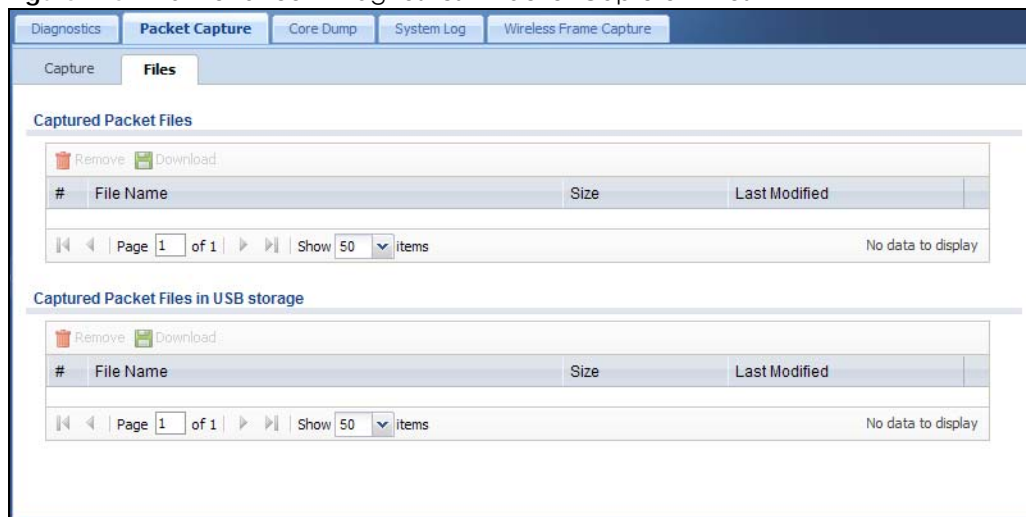 Diagnostics Packet Capture Core Dump System Log Wireless Frame Capture
Capture Files
Captured Packet Files
Remove Download
# File Name Size Last Modified
Page 1 of 1 Show 50 items No data to display
Captured Packet Files in USB storage
Remove Download
# File Name Size Last Modified
Page 1 of 1 Show 50 items No data to display